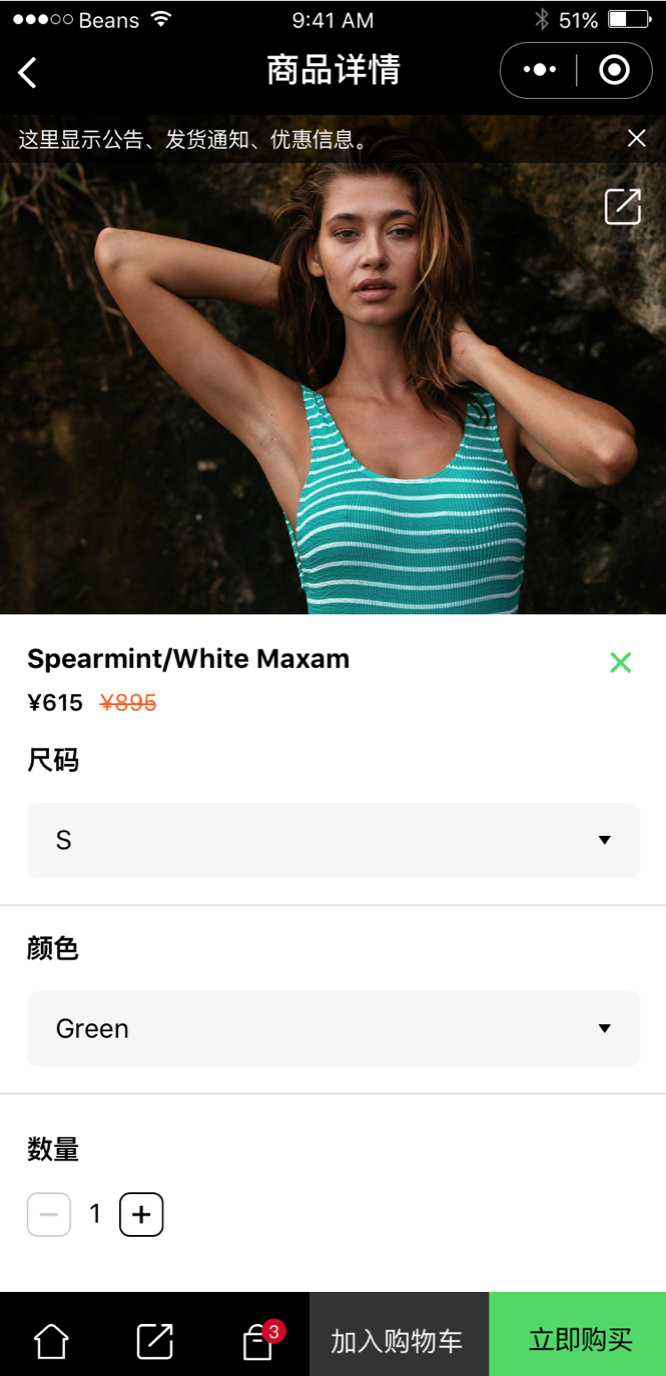 Beans 9:41 AM 51%
商品详情
这里显示公告、发货通知、优惠信息。
Spearmint/White Maxam
¥615 ¥895
尺码
S
颜色
Green
数量
1
3
加入购物车 立即购买